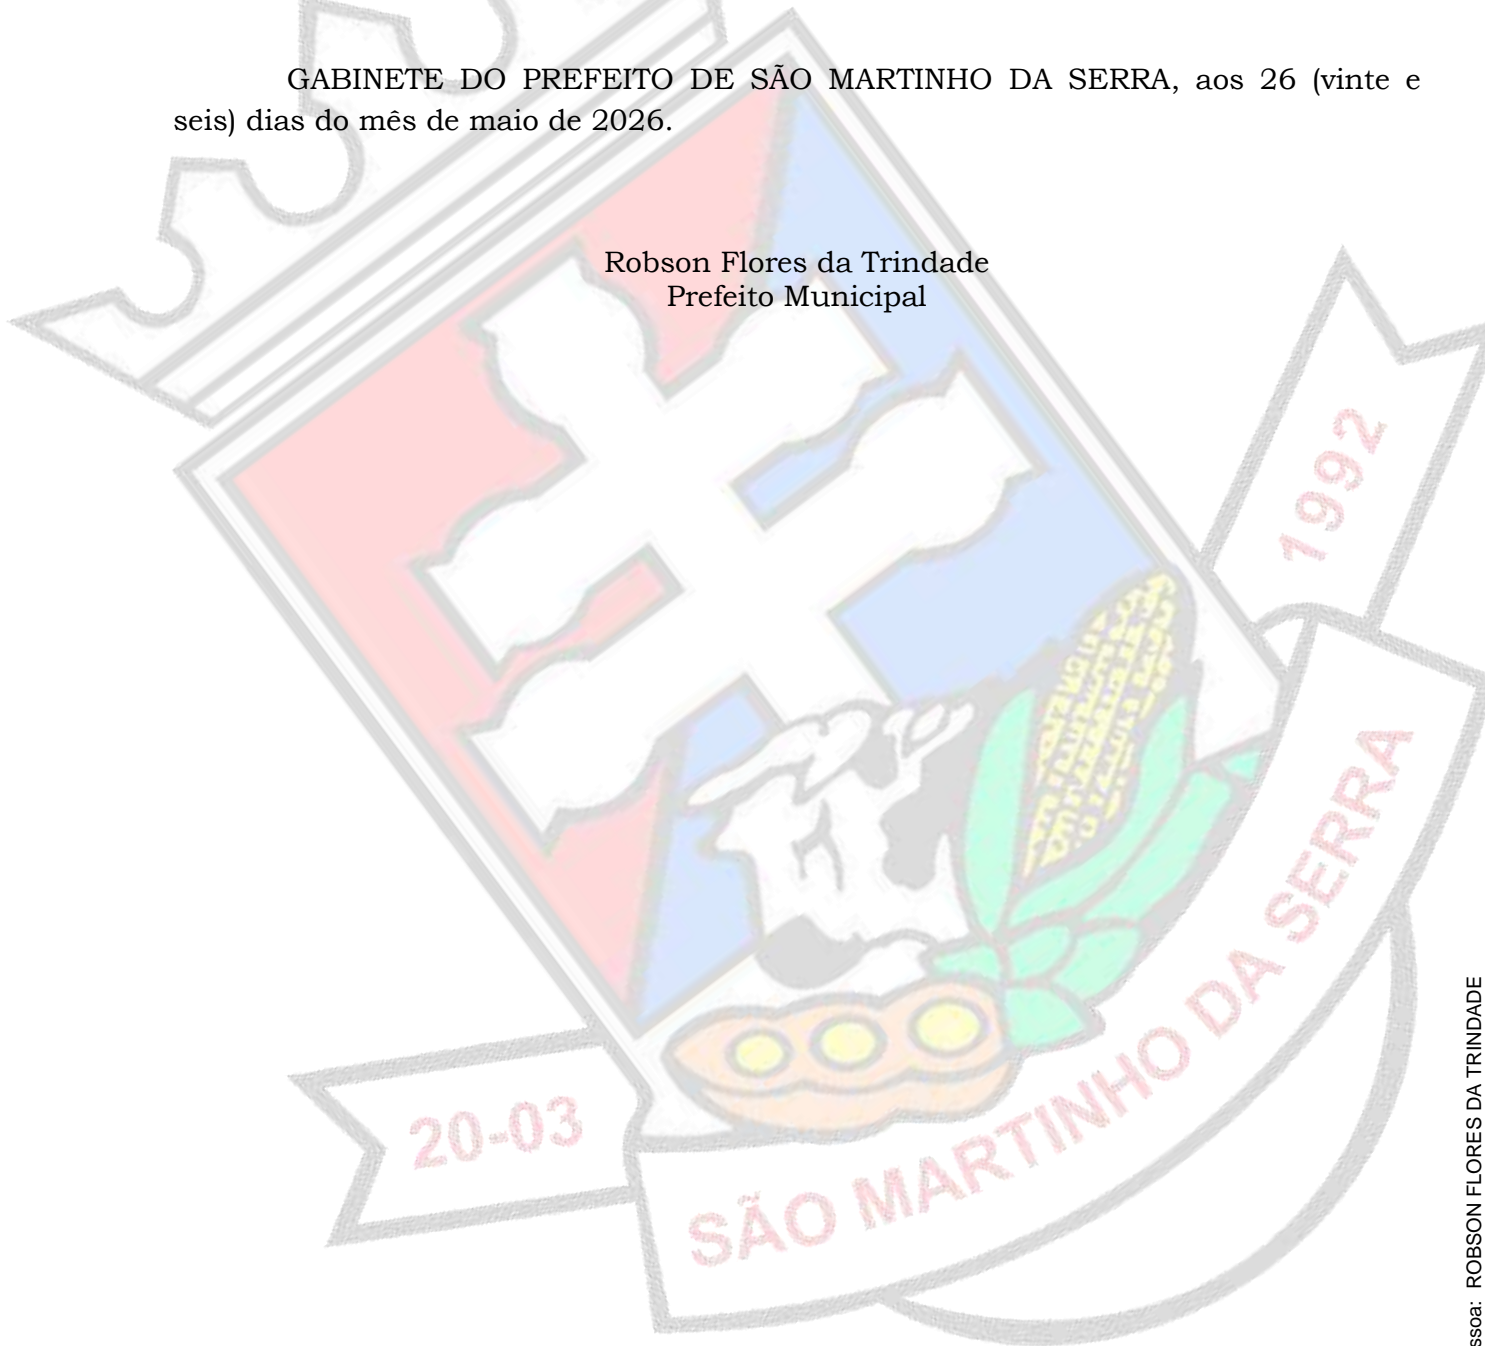 GABINETE DO PREFEITO DE SÃO MARTINHO DA SERRA, aos 26 (vinte e
seis) dias do mês de maio de 2026.
Robson Flores da Trindade
Prefeito Municipal
1992
20-03
SÃO MARTINHO DA SERRA
ssoa: ROBSON FLORES DA TRINDADE